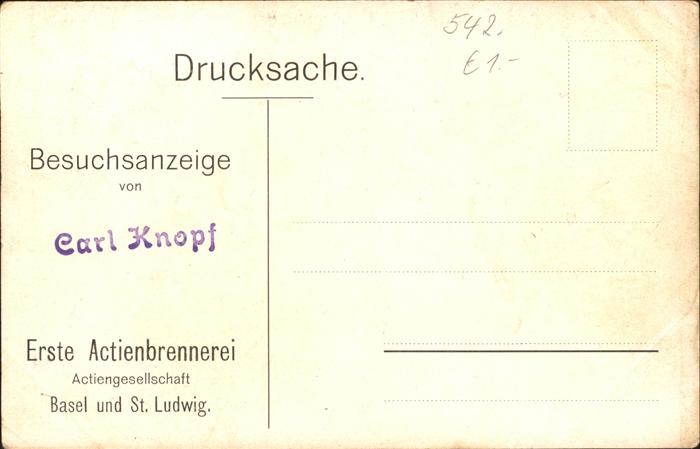 542.
€1.-
Drucksache.
Besuchsanzeige
von
Carl Knopf
Erste Actienbrennerei
Actiengesellschaft
Basel und St. Ludwig.